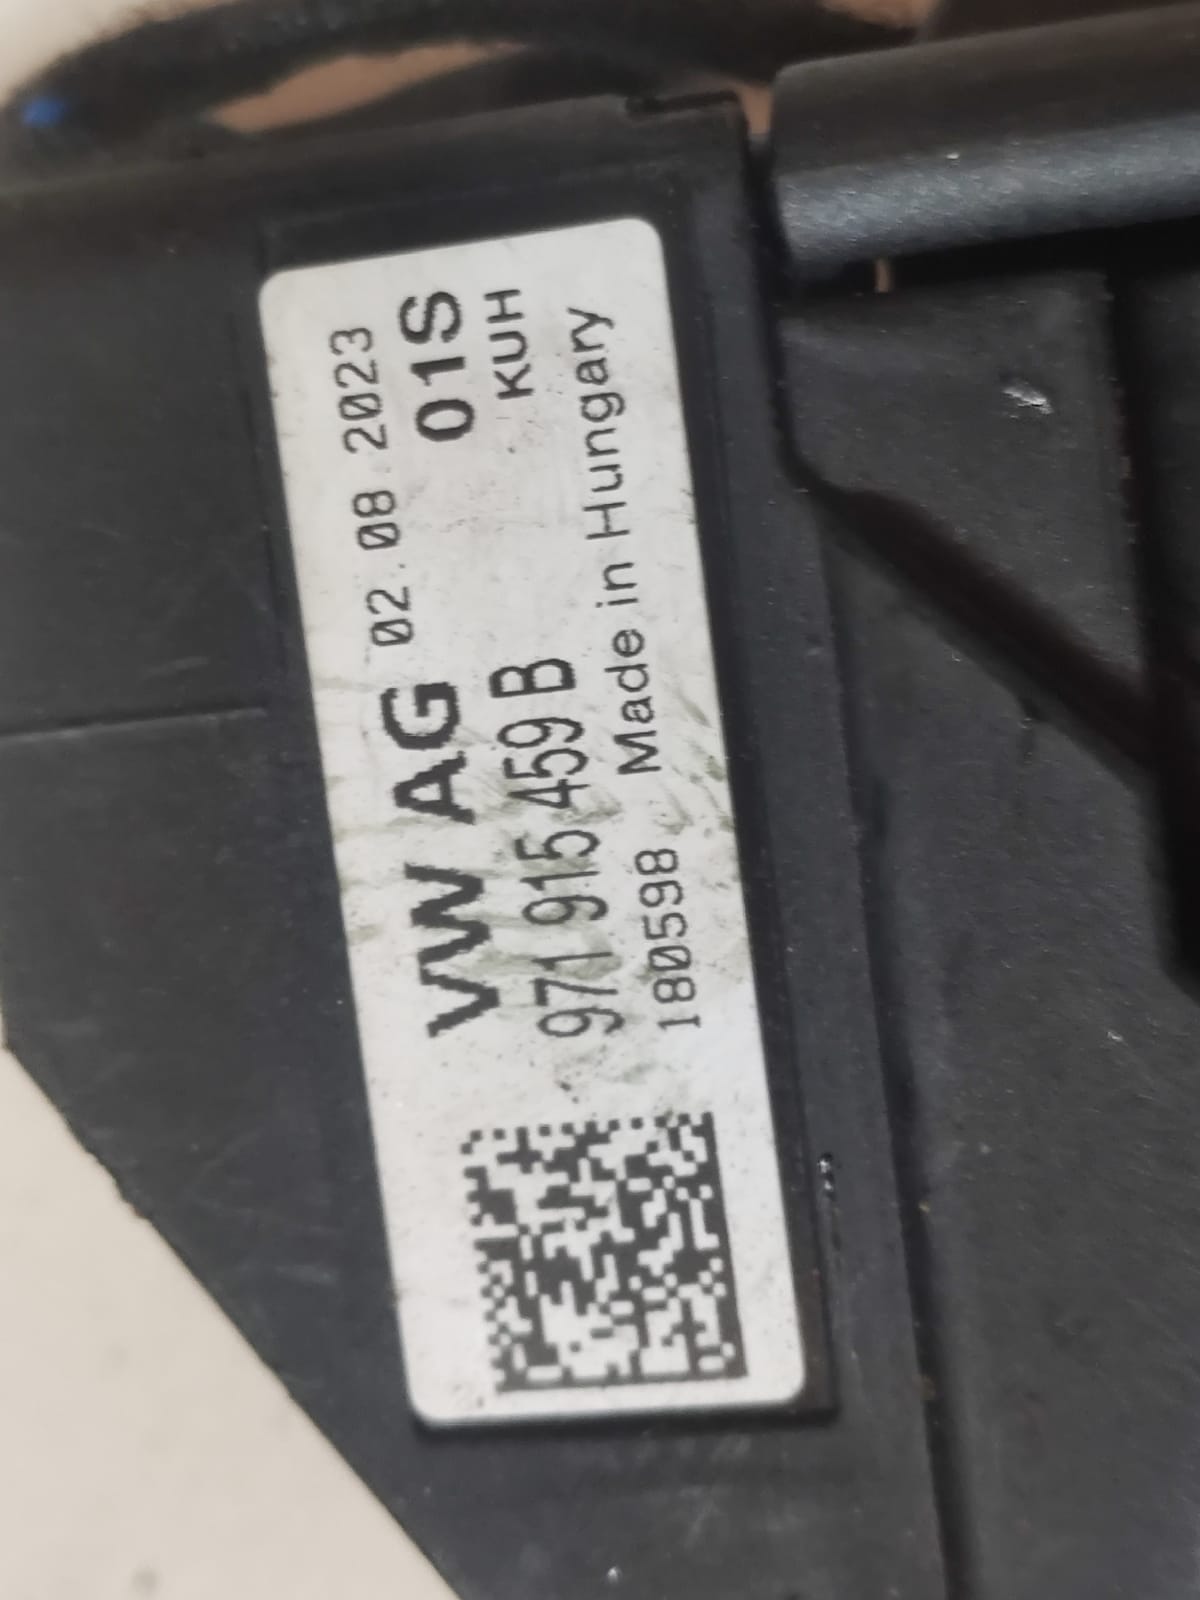 VW AG 02.08.2023
01S
971 915 459 B KUH
180598 Made in Hungary